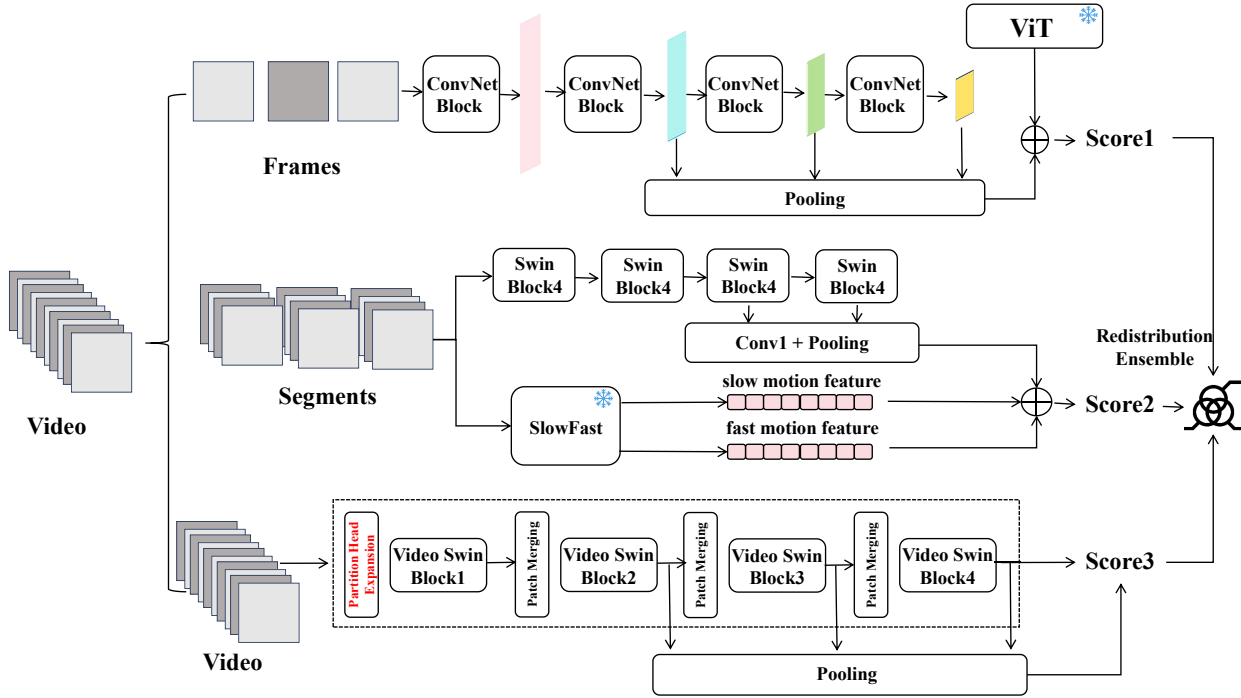 ViT
ConvNet
Block
ConvNet
Block
ConvNet
Block
ConvNet
Block
Frames
Score1
Pooling
Swin
Block4
Swin
Block4
Swin
Block4
Swin
Block4
Conv1 + Pooling
Redistribution
Ensemble
Segments
slow motion feature
SlowFast
Score2
fast motion feature
Video
Partition Head
Expansion
Video Swin
Block1
Patch Merging
Video Swin
Block2
Patch Merging
Video Swin
Block3
Patch Merging
Video Swin
Block4
Score3
Video
Pooling